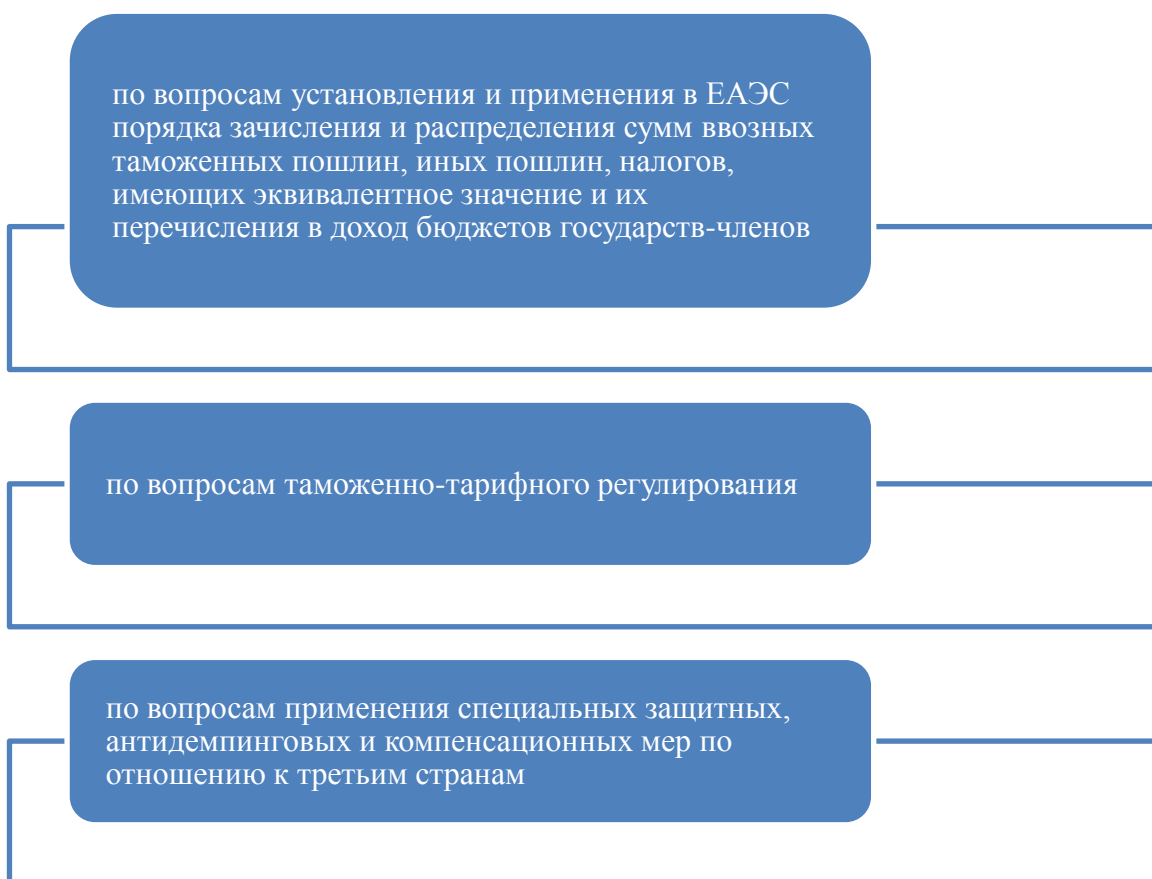 по вопросам установления и применения в ЕАЭС
порядка зачисления и распределения сумм ввозных
таможенных пошлин, иных пошлин, налогов,
имеющих эквивалентное значение и их
перечисления в доход бюджетов государств-членов
по вопросам таможенно-тарифного регулирования
по вопросам применения специальных защитных,
антидемпинговых и компенсационных мер по
отношению к третьим странам